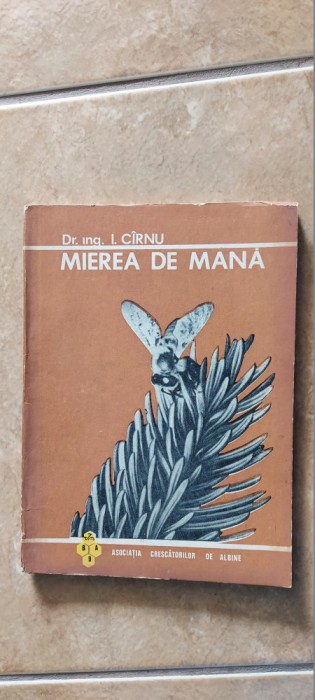 Dr. ing. I. CÎRNU
MIEREA DE MANĂ
ASOCIAȚIA CRESCĂTORILOR DE ALBINE